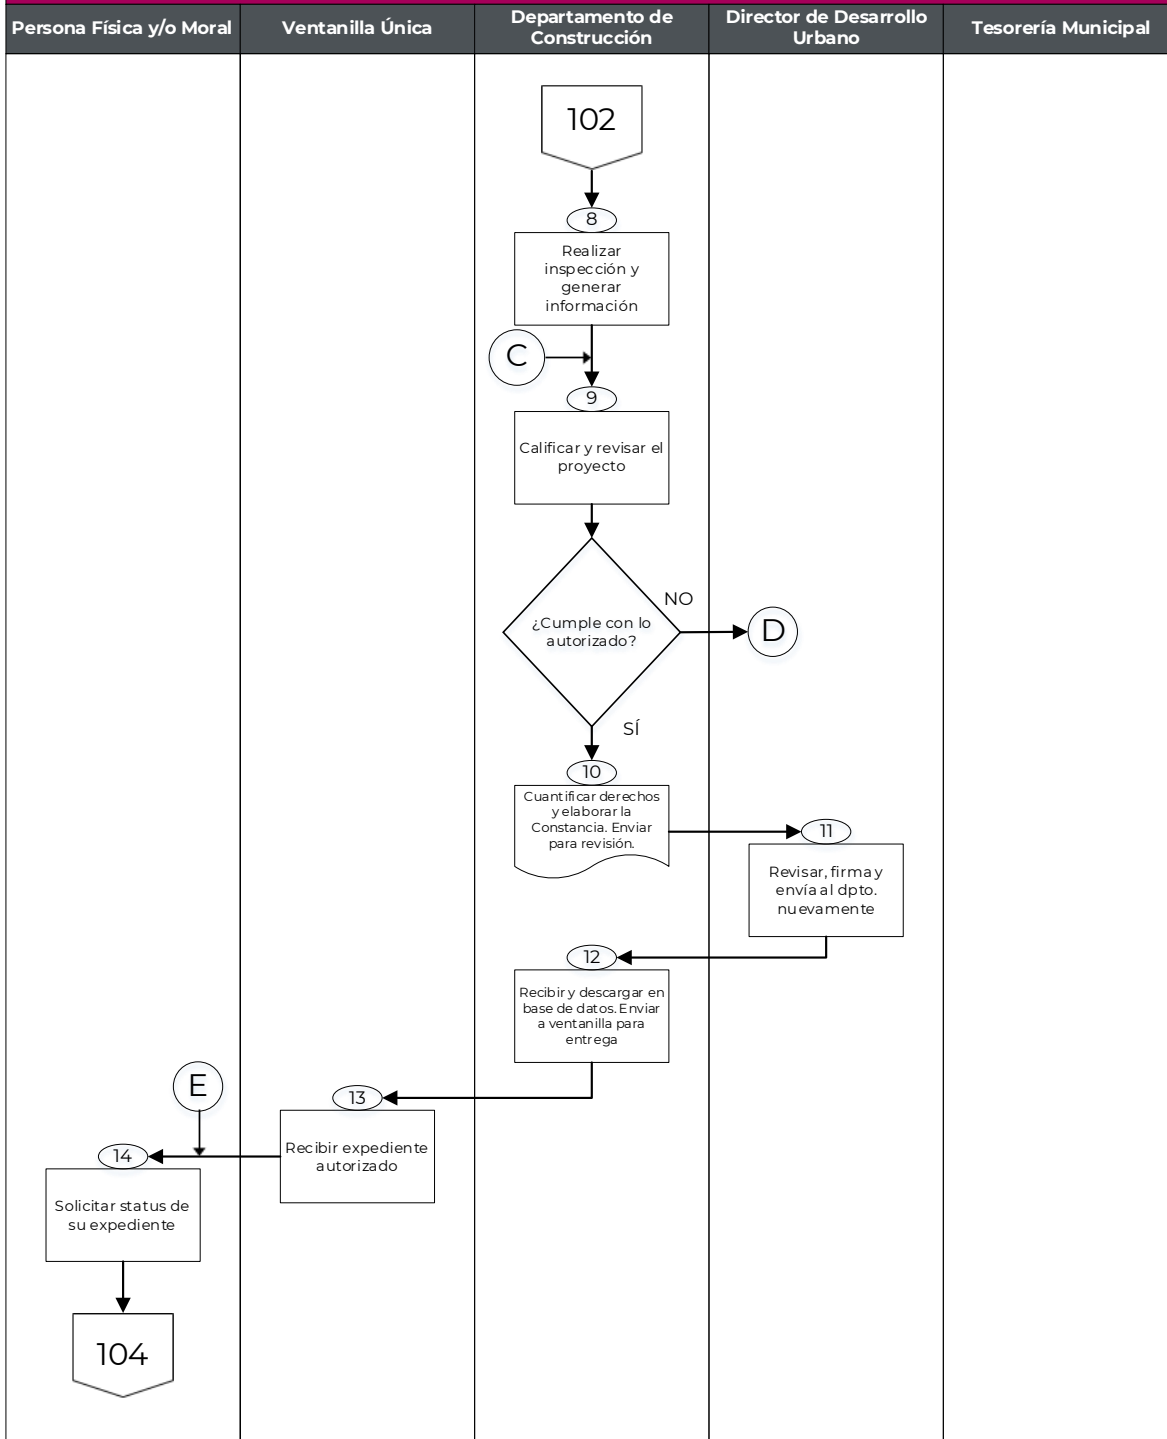 Persona Física y/o Moral
Ventanilla Única
Departamento de
Construcción
Director de Desarrollo
Urbano
Tesorería Municipal
102
8
Realizar
inspección y
generar
información
C
9
Calificar y revisar el
proyecto
¿Cumple con lo
autorizado?
NO
D
SÍ
10
Cuantificar derechos
y elaborar la
Constancia. Enviar
para revisión.
11
Revisar, firma y
envía al dpto.
nuevamente
12
Recibir y descargar en
base de datos. Enviar
a ventanilla para
entrega
E
13
Recibir expediente
autorizado
14
Solicitar status de
su expediente
104